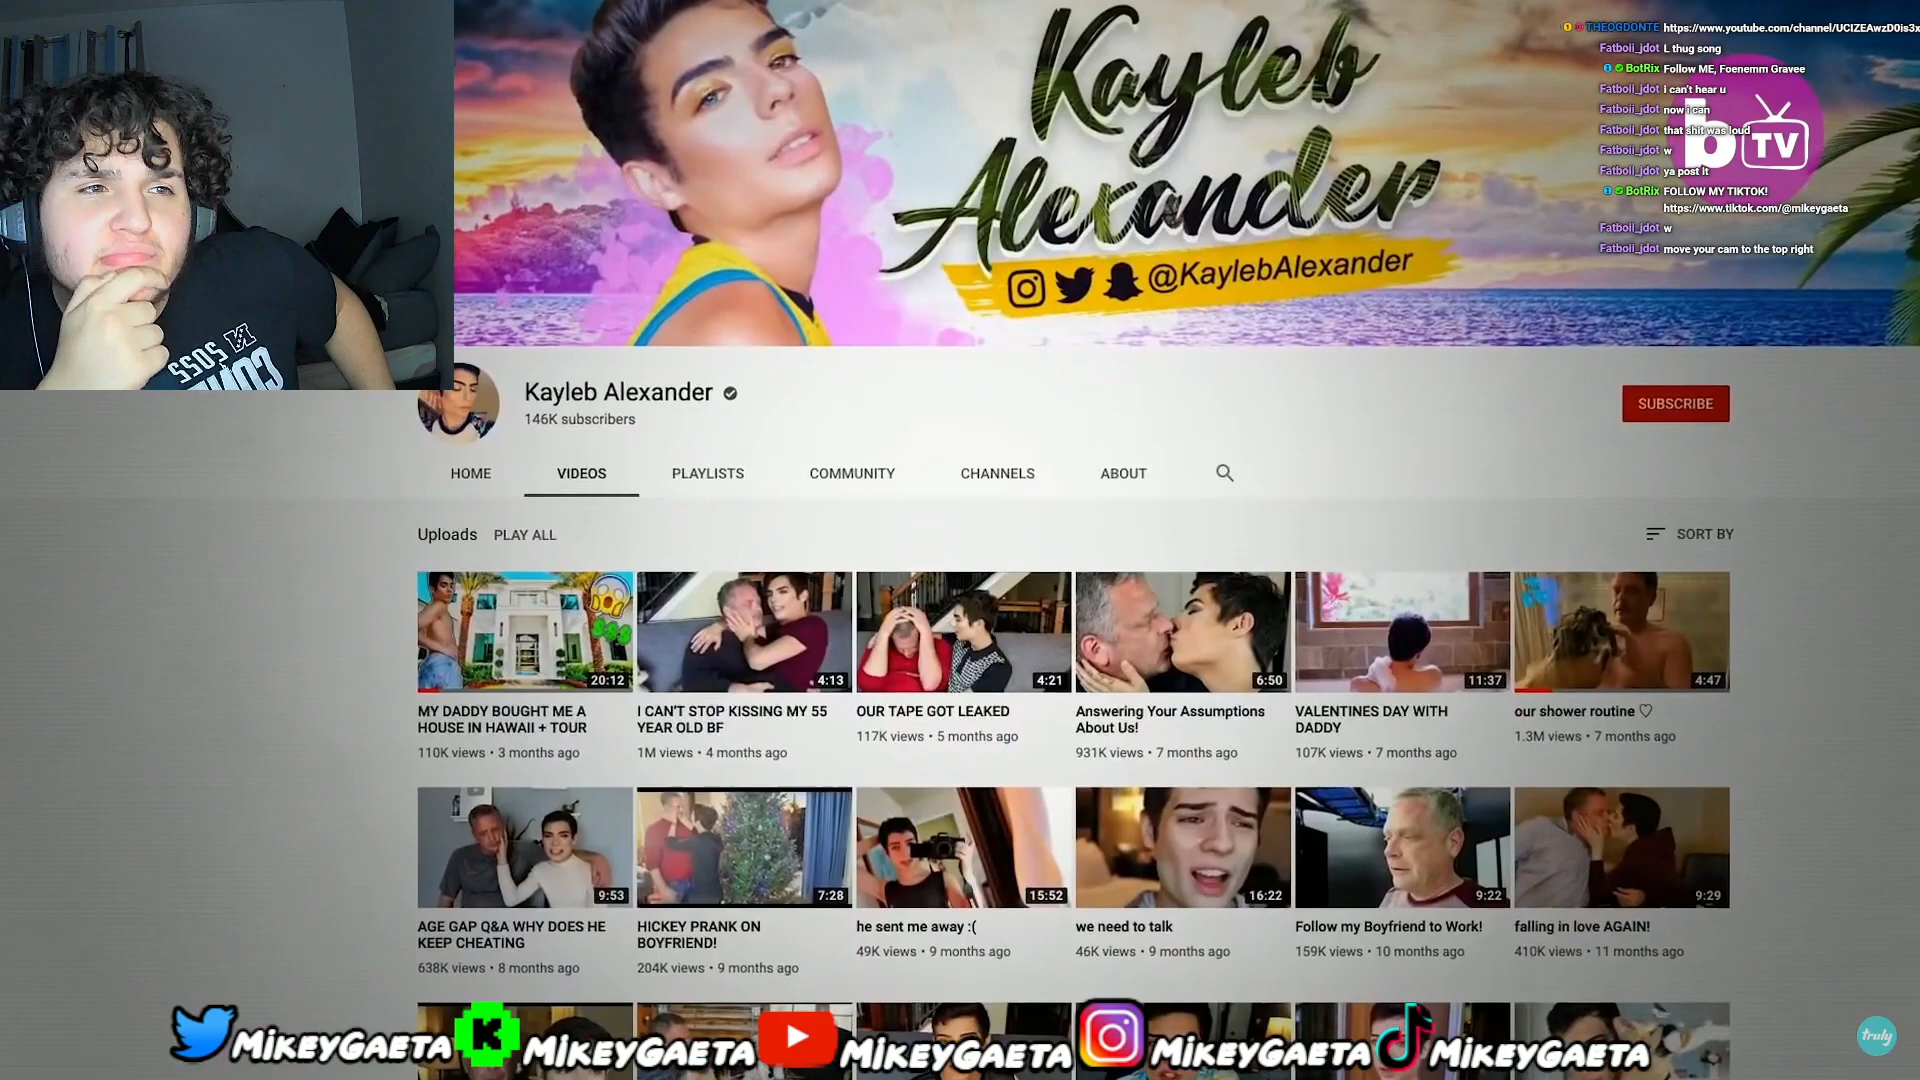 Kayleb
Alexander
@KaylebAlexander
THEOGDONTE https://www.youtube.com/channel/UCIZEAwzD0is3x
Fatboii_jdot L thug song
BotRix Follow ME, Foenemm Gravee
Fatboii_jdot i can't hear u
Fatboii_jdot now i can
Fatboii_jdot that shit was loud
Fatboii_jdot w
Fatboii_jdot ya post it
BotRix FOLLOW MY TIKTOK!
https://www.tiktok.com/@mikeygaeta
Fatboii_jdot w
Fatboii_jdot move your cam to the top right
b TV
Kayleb Alexander
146K subscribers
SUBSCRIBE
HOME VIDEOS PLAYLISTS COMMUNITY CHANNELS ABOUT
Uploads PLAY ALL
SORT BY
$$$
20:12
4:13
4:21
6:50
11:37
4:47
MY DADDY BOUGHT ME A
HOUSE IN HAWAII + TOUR
110K views • 3 months ago
I CAN'T STOP KISSING MY 55
YEAR OLD BF
1M views • 4 months ago
OUR TAPE GOT LEAKED
117K views • 5 months ago
Answering Your Assumptions
About Us!
931K views • 7 months ago
VALENTINES DAY WITH
DADDY
107K views • 7 months ago
our shower routine ♡
1.3M views • 7 months ago
9:53
7:28
15:52
16:22
9:22
9:29
AGE GAP Q&A WHY DOES HE
KEEP CHEATING
638K views • 8 months ago
HICKEY PRANK ON
BOYFRIEND!
204K views • 9 months ago
he sent me away :(
49K views • 9 months ago
we need to talk
46K views • 9 months ago
Follow my Boyfriend to Work!
159K views • 10 months ago
falling in love AGAIN!
410K views • 11 months ago
MIKEYGAETA
K MIKEYGAETA
MIKEYGAETA
MIKEYGAETA
MIKEYGAETA
truly